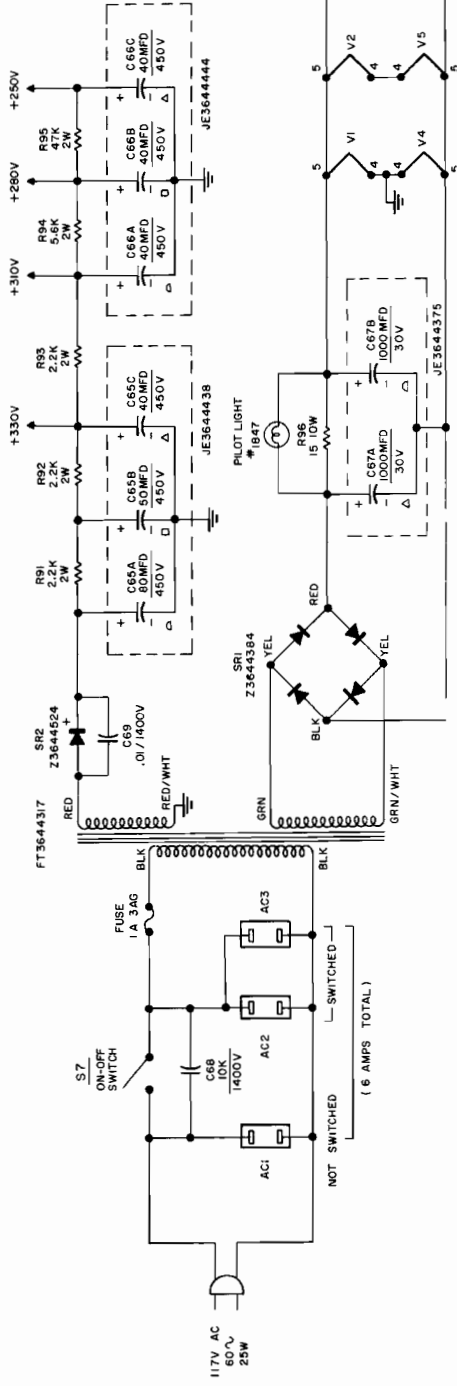 117V AC
60~
25W
S7
ON-OFF
SWITCH
C68
10K
1400V
AC1
AC2
AC3
NOT SWITCHED
SWITCHED
(6 AMPS TOTAL)
FUSE
1A 3AG
BLK
BLK
FT3644317
RED
RED/WHT
GRN
GRN/WHT
SR2
Z3644524
+
C69
.01/1400V
R91
2.2K
2W
R92
2.2K
2W
+330V
R93
2.2K
2W
+310V
R94
5.6K
2W
+280V
R95
47K
2W
+250V
+
-
C65A
80MFD
450V
+
-
C65B
50MFD
450V
+
-
C65C
40MFD
450V
JE3644438
+
-
C66A
40MFD
450V
+
-
C66B
40MFD
450V
+
-
C66C
40MFD
450V
JE3644444
SR1
Z3644384
YEL
RED
BLK
YEL
PILOT LIGHT
#1847
R96
15 10W
+
-
C67A
1000MFD
30V
+
-
C67B
1000MFD
30V
JE3644375
5
V1
4
4
V4
5
5
V2
4
4
V5
5